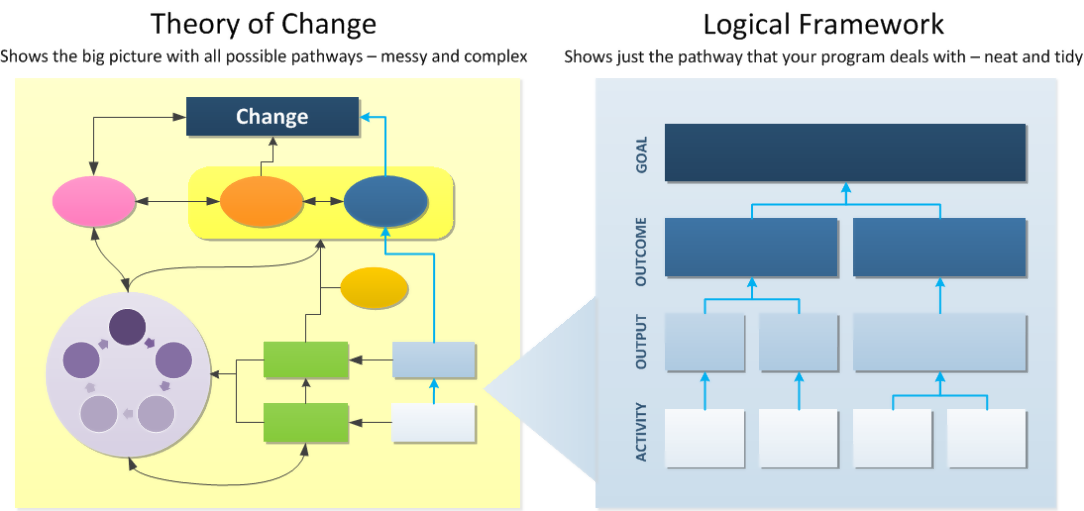 Theory of Change
Shows the big picture with all possible pathways – messy and complex
Change
Logical Framework
Shows just the pathway that your program deals with – neat and tidy
GOAL
OUTCOME
OUTPUT
ACTIVITY